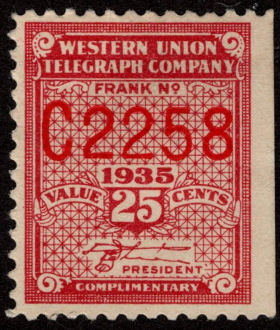 WESTERN UNION
TELEGRAPH COMPANY
FRANK Nº
C2258
1935
VALUE 25 CENTS
PRESIDENT
COMPLIMENTARY